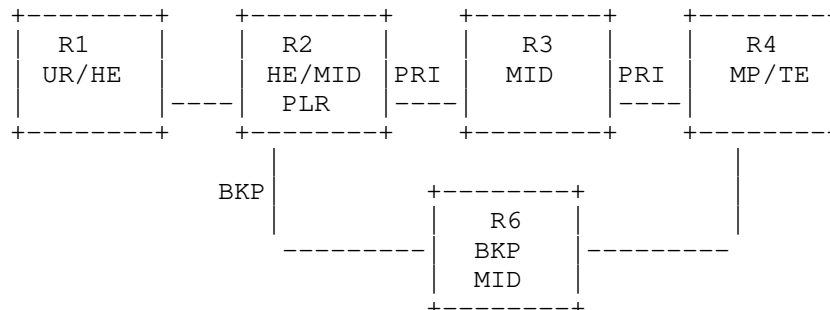 R1 R2 R3 R4
UR/HE HE/MID PRI MID PRI MP/TE
PLR
BKP
R6
BKP
MID